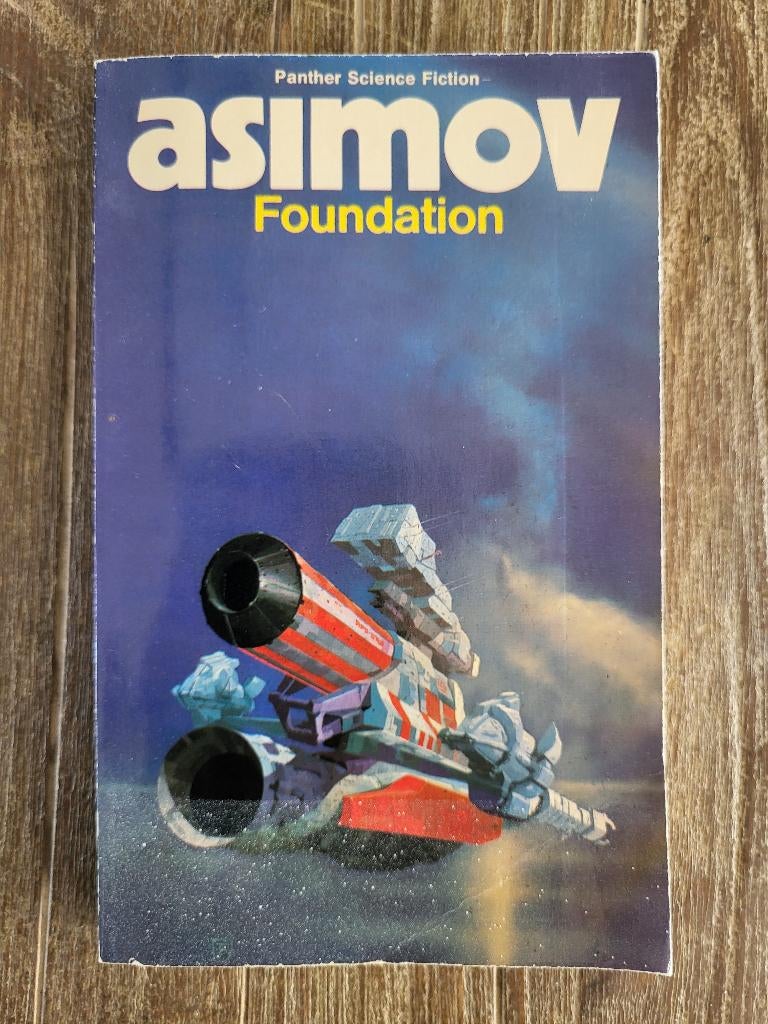 Panther Science Fiction
asimov
Foundation